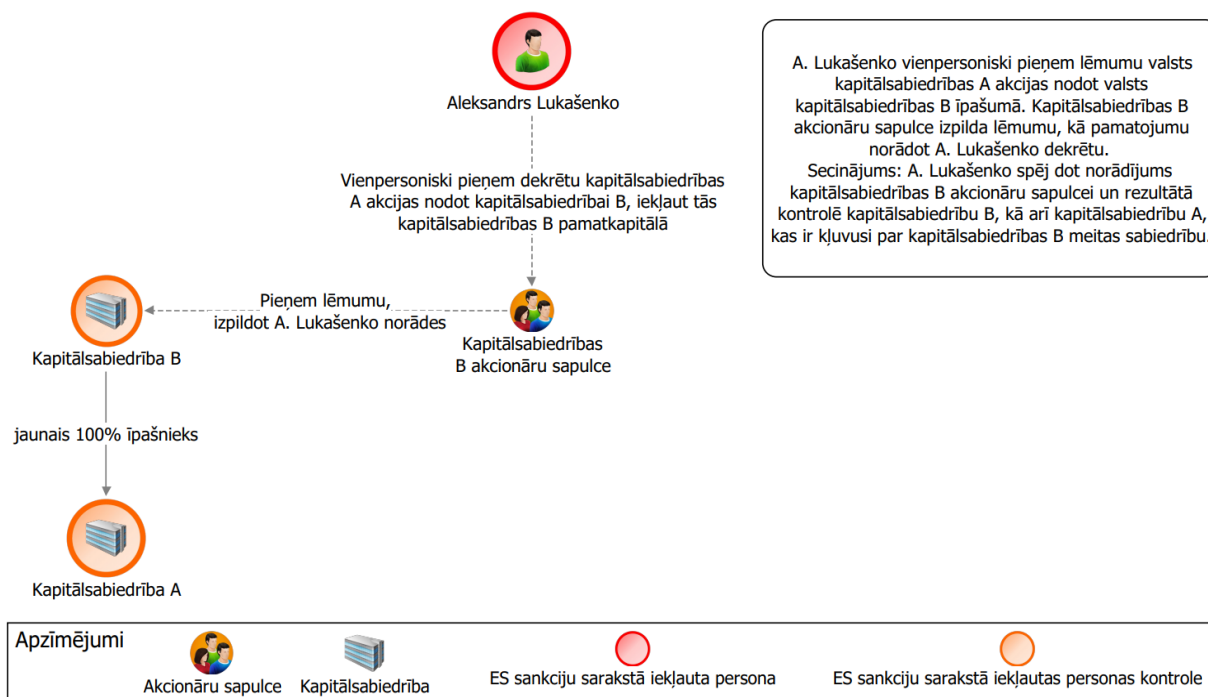 Aleksandrs Lukašenko
A. Lukašenko vienpersoniski pieņem lēmumu valsts
kapitālsabiedrības A akcijas nodot valsts
kapitālsabiedrības B īpašumā. Kapitālsabiedrības B
akcionāru sapulce izpilda lēmumu, kā pamatojumu
norādot A. Lukašenko dekrētu.
Secinājums: A. Lukašenko spēj dot norādījums
kapitālsabiedrības B akcionāru sapulcei un rezultātā
kontrolē kapitālsabiedrību B, kā arī kapitālsabiedrību A,
kas ir kļuvusi par kapitālsabiedrības B meitas sabiedrību.
Vienpersoniski pieņem dekrētu kapitālsabiedrības
A akcijas nodot kapitālsabiedrībai B, iekļaut tās
kapitālsabiedrības B pamatkapitālā
Pieņem lēmumu,
izpildot A. Lukašenko norādes
Kapitālsabiedrība B
Kapitālsabiedrības
B akcionāru sapulce
jaunais 100% īpašnieks
Kapitālsabiedrība A
Apzīmējumi
Akcionāru sapulce
Kapitālsabiedrība
ES sankciju sarakstā iekļauta persona
ES sankciju sarakstā iekļautas personas kontrole